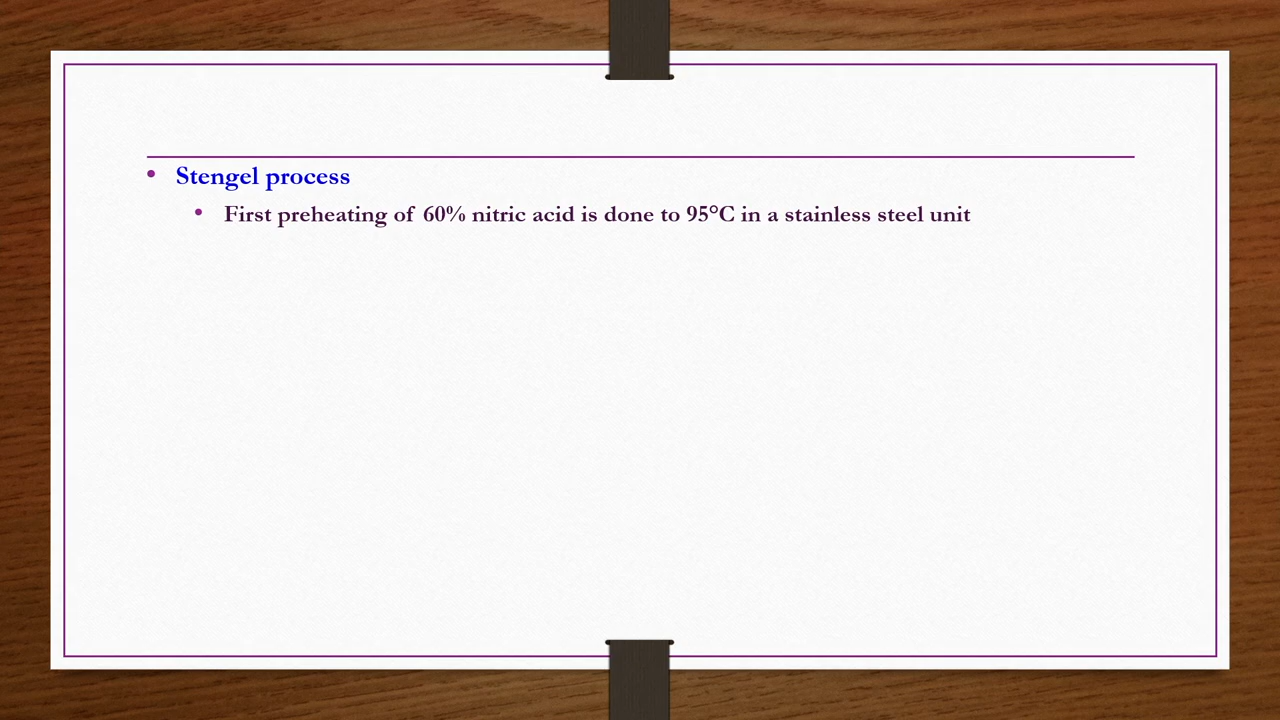 • Stengel process
• First preheating of 60% nitric acid is done to 95°C in a stainless steel unit